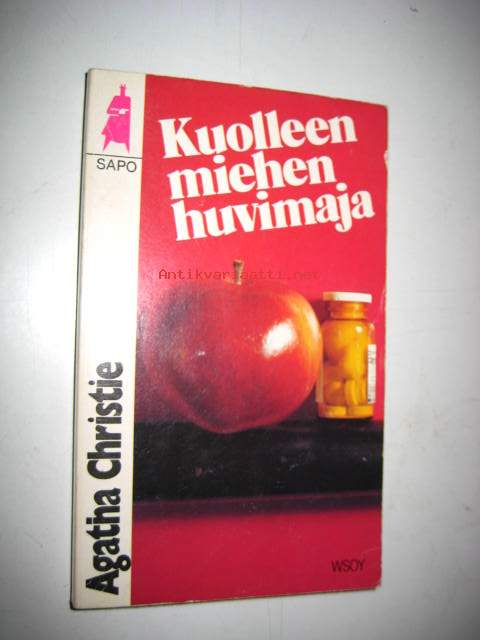 SAPO
Kuolleen
miehen
huvimaja
Antikvariaatti.net
Agatha Christie
WSOY